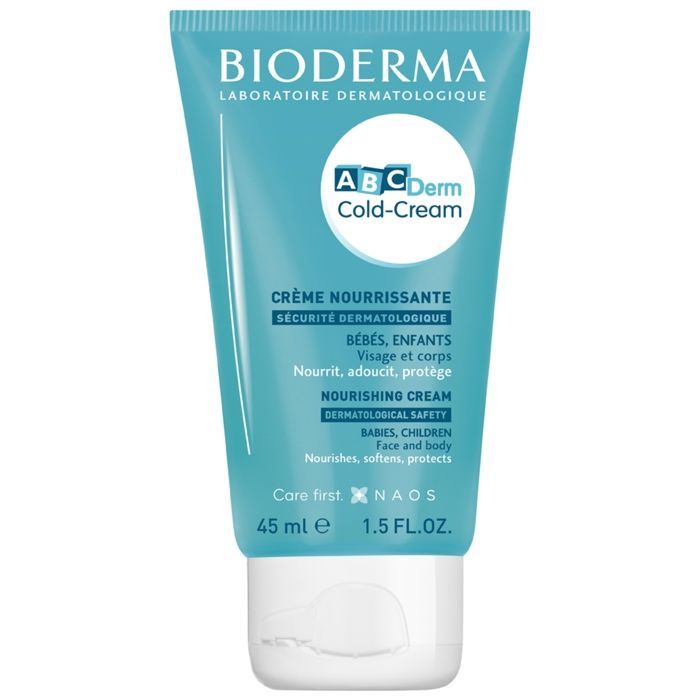 BIODERMA
LABORATOIRE DERMATOLOGIQUE
ABCDerm
Cold-Cream
CRÈME NOURRISSANTE
SÉCURITÉ DERMATOLOGIQUE
BÉBÉS, ENFANTS
Visage et corps
Nourrit, adoucit, protège
NOURISHING CREAM
DERMATOLOGICAL SAFETY
BABIES, CHILDREN
Face and body
Nourishes, softens, protects
Care first. NAOS
45 ml ℮ 1.5 FL.OZ.